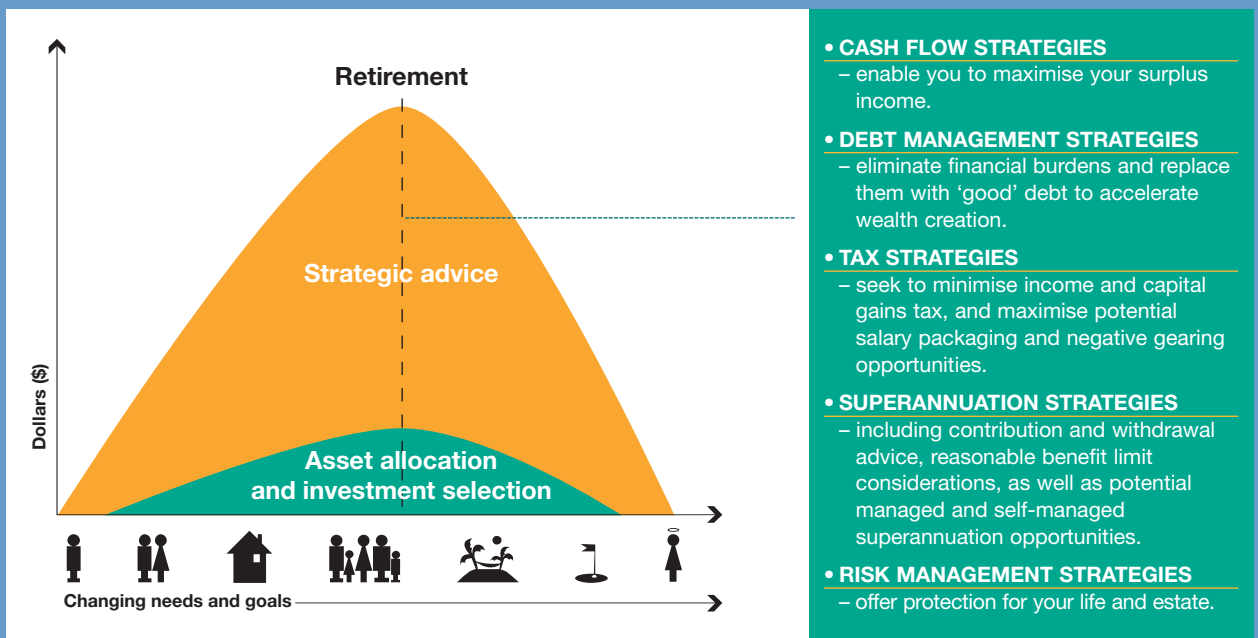 Retirement
Strategic advice
Asset allocation
and investment selection
Dollars ($)
Changing needs and goals
• CASH FLOW STRATEGIES
– enable you to maximise your surplus
income.
• DEBT MANAGEMENT STRATEGIES
– eliminate financial burdens and replace
them with ‘good’ debt to accelerate
wealth creation.
• TAX STRATEGIES
– seek to minimise income and capital
gains tax, and maximise potential
salary packaging and negative gearing
opportunities.
• SUPERANNUATION STRATEGIES
– including contribution and withdrawal
advice, reasonable benefit limit
considerations, as well as potential
managed and self-managed
superannuation opportunities.
• RISK MANAGEMENT STRATEGIES
– offer protection for your life and estate.